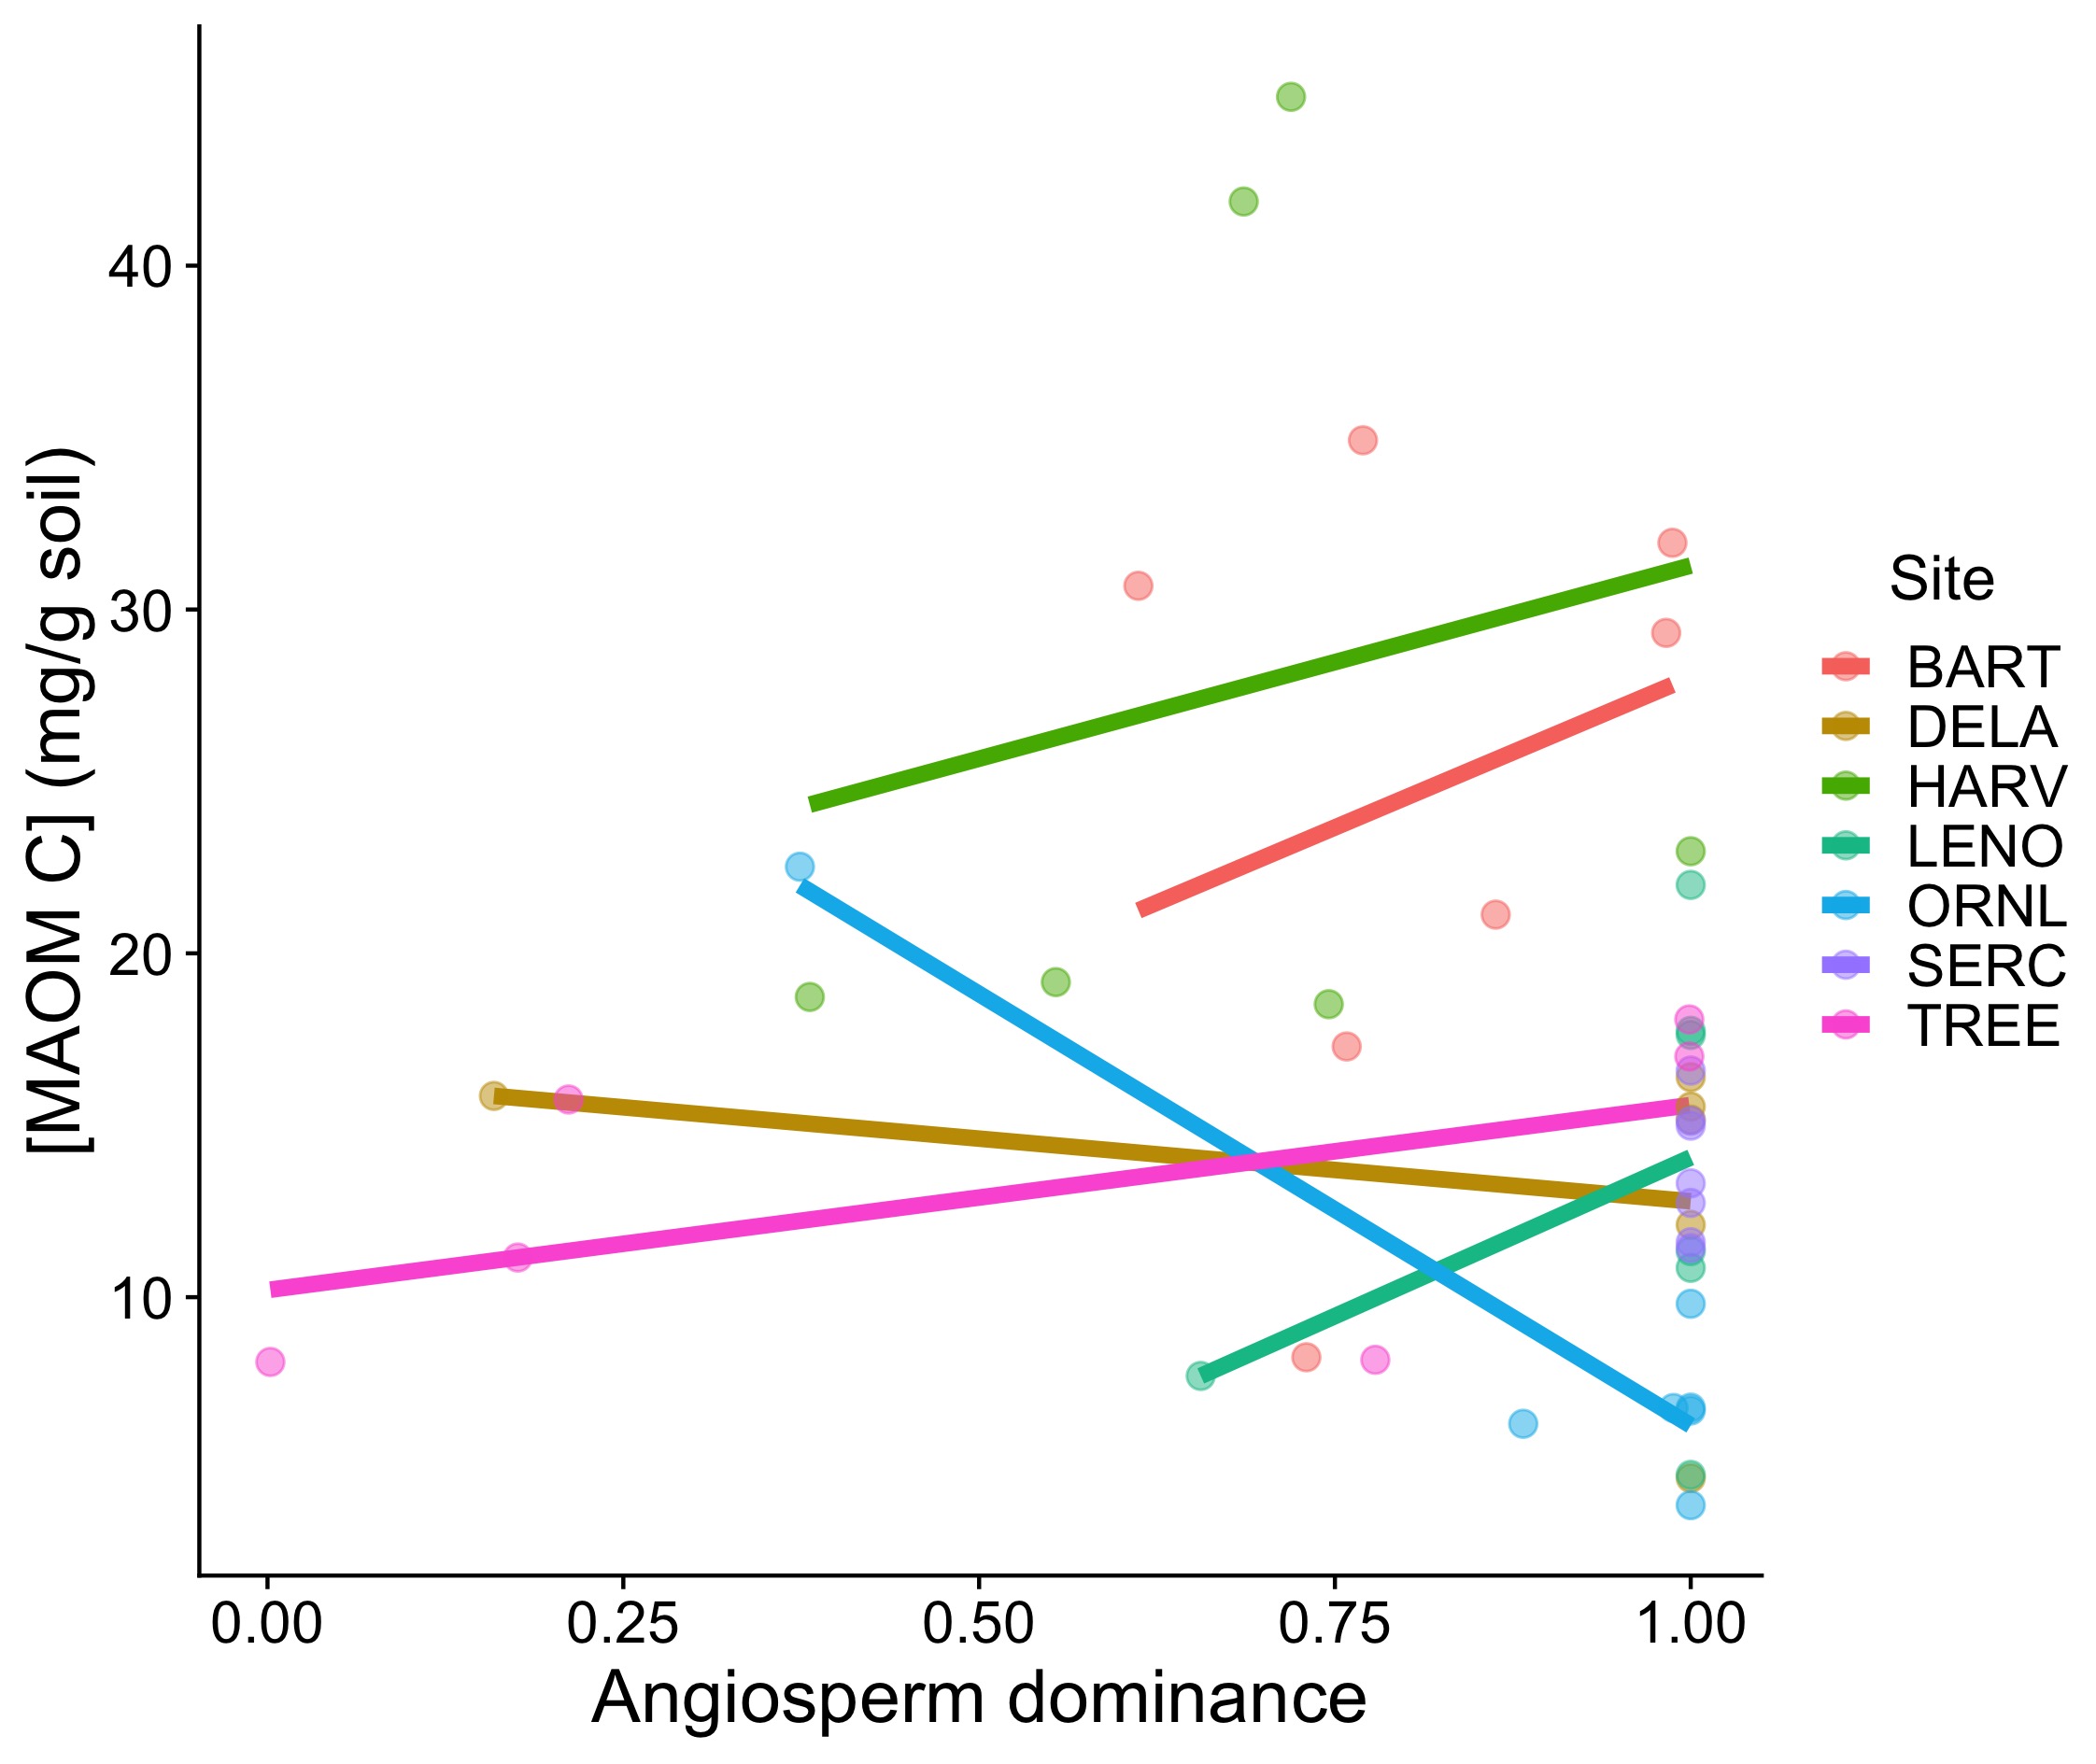 [MAOM C] (mg/g soil)
40
30
20
10
0.00 0.25 0.50 0.75 1.00
Angiosperm dominance
Site
BART
DELA
HARV
LENO
ORNL
SERC
TREE